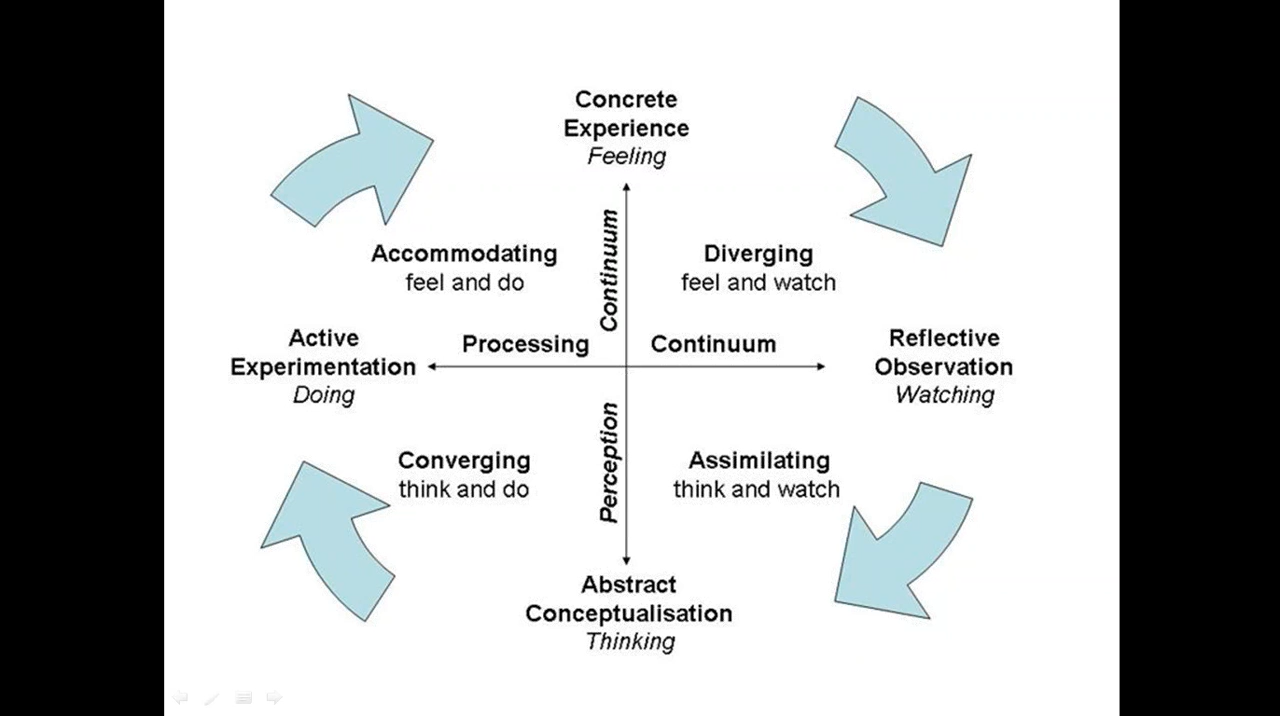 Concrete
Experience
Feeling
Continuum
Accommodating
feel and do
Diverging
feel and watch
Active
Experimentation
Doing
Processing
Continuum
Reflective
Observation
Watching
Perception
Converging
think and do
Assimilating
think and watch
Abstract
Conceptualisation
Thinking